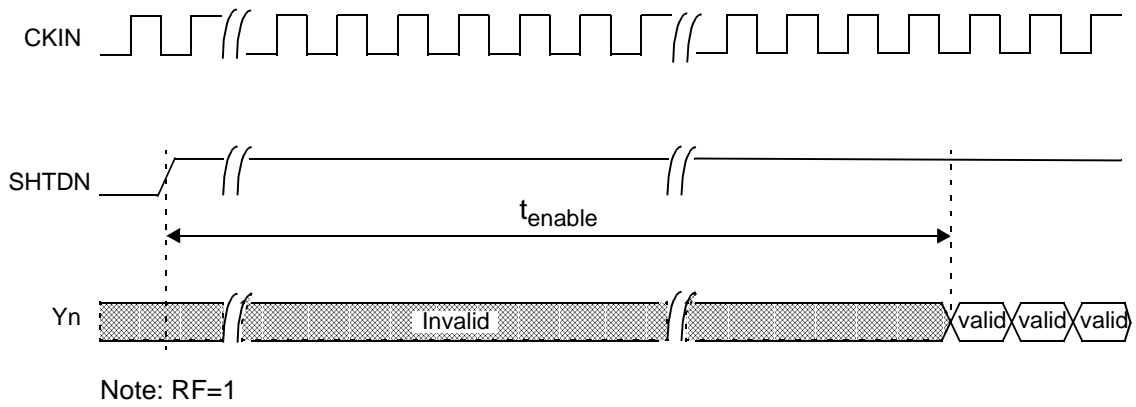 CKIN
SHTDN
tenable
Yn
Invalid
valid valid valid
Note: RF=1